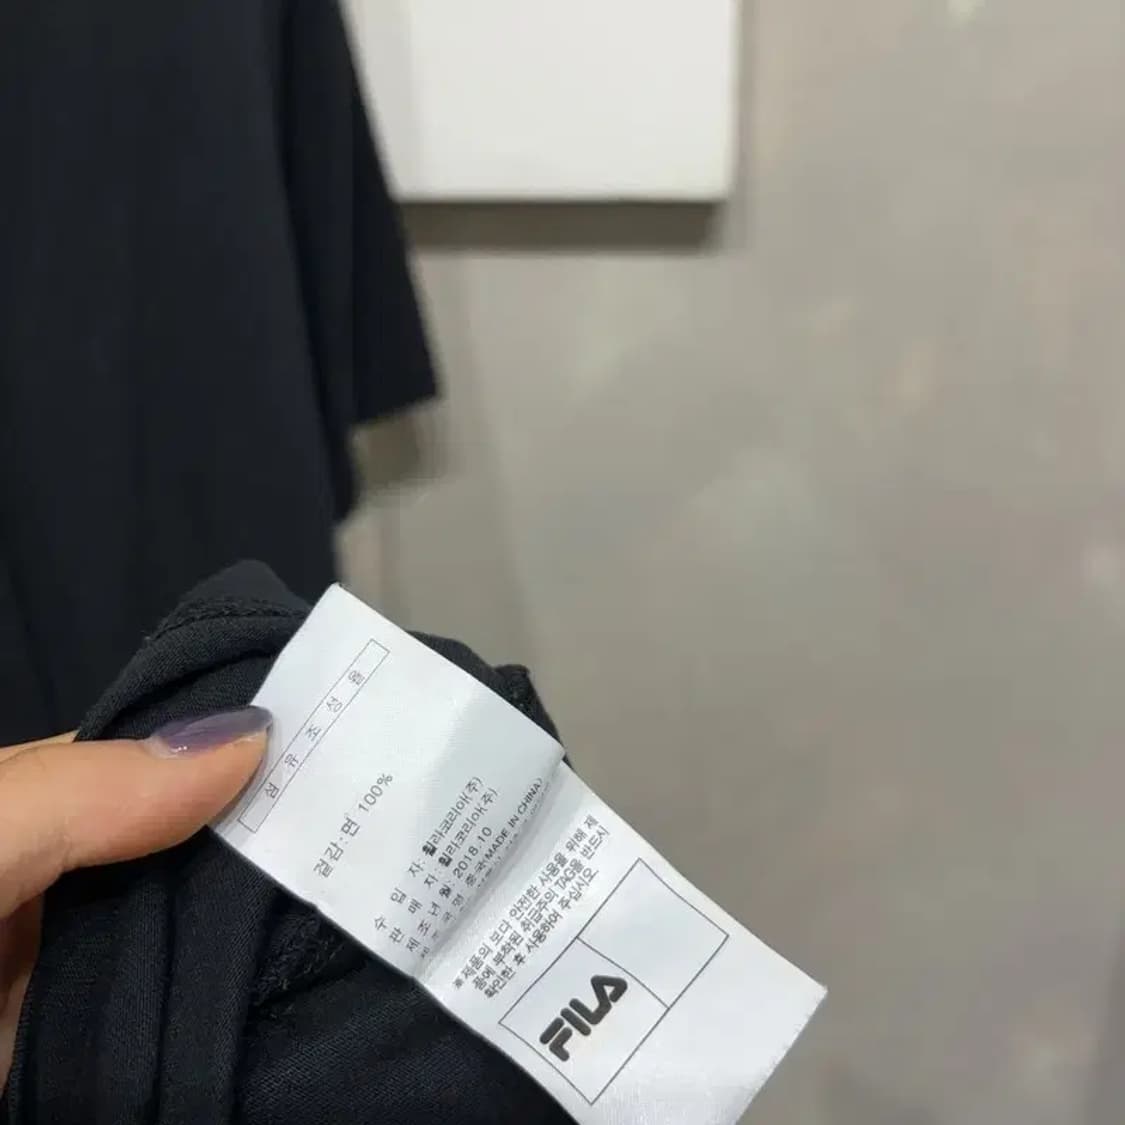 섬유조성율
겉감:면 100%
수입자:휠라코리아(주)
판매자:휠라코리아(주)
제조년월 2018.10
중국(MADE IN CHINA)
※제품의 보다 안전한 사용을 위해 제
품에 부착된 취급주의 TAG을 반드시
확인한 후 사용하여 주십시오
FILA